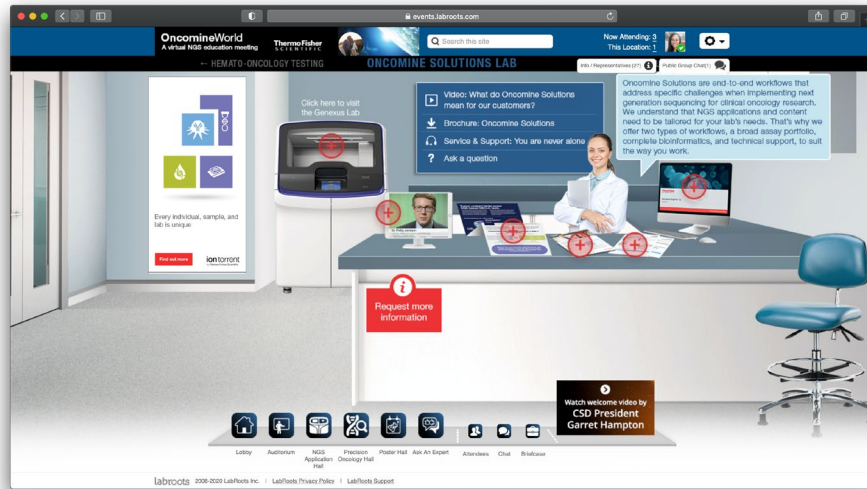 events.labroots.com
OncomineWorld
A virtual NGS education meeting
ThermoFisher
SCIENTIFIC
Search this site
Now Attending: 3
This Location: 1
← HEMATO-ONCOLOGY TESTING
ONCOMINE SOLUTIONS LAB
Info / Representatives (27)
Public Group Chat(1)
Every individual, sample, and
lab is unique
Find out more
iontorrent
Click here to visit
the Genexus Lab
Video: What do Oncomine Solutions
mean for our customers?
Brochure: Oncomine Solutions
Service & Support: You are never alone
? Ask a question
Oncomine Solutions are end-to-end workflows that
address specific challenges when implementing next
generation sequencing for clinical oncology research.
We understand that NGS applications and content
need to be tailored for your lab's needs. That's why we
offer two types of workflows, a broad assay portfolio,
complete bioinformatics, and technical support, to suit
the way you work.
i
Request more
information
Watch welcome video by
CSD President
Garret Hampton
Lobby
Auditorium
NGS
Application
Hall
Precision
Oncology Hall
Poster Hall
Ask An Expert
Attendees
Chat
Briefcase
labroots 2008-2020 LabRoots Inc. | LabRoots Privacy Policy | LabRoots Support